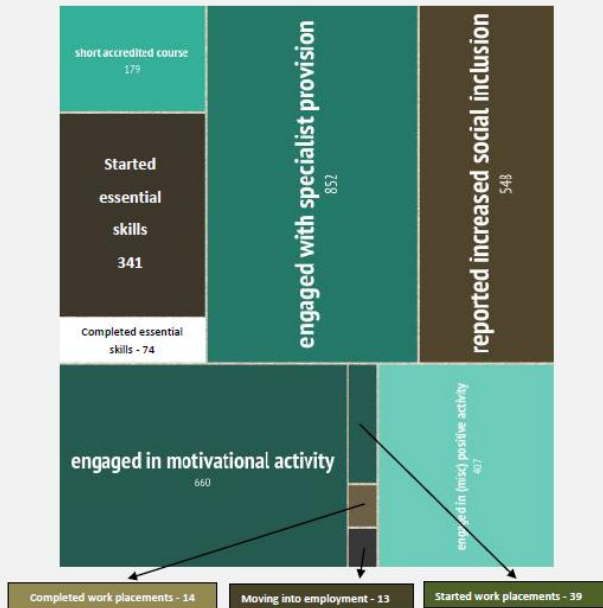 short accredited course
179
Started
essential
skills
341
Completed essential
skills - 74
engaged with specialist provision
852
reported increased social inclusion
548
engaged in motivational activity
660
engaged in (misc) positive activity
407
Completed work placements - 14
Moving into employment - 13
Started work placements - 39